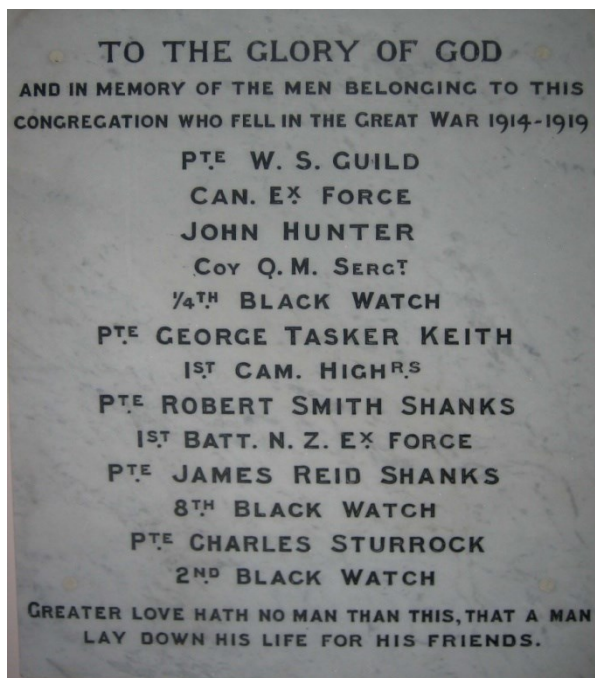 TO THE GLORY OF GOD
AND IN MEMORY OF THE MEN BELONGING TO THIS
CONGREGATION WHO FELL IN THE GREAT WAR 1914-1919
PTE W. S. GUILD
CAN. EX FORCE
JOHN HUNTER
COY Q. M. SERGT
1/4TH BLACK WATCH
PTE GEORGE TASKER KEITH
1ST CAM. HIGHRS
PTE ROBERT SMITH SHANKS
1ST BATT. N. Z. EX FORCE
PTE JAMES REID SHANKS
8TH BLACK WATCH
PTE CHARLES STURROCK
2ND BLACK WATCH
GREATER LOVE HATH NO MAN THAN THIS, THAT A MAN
LAY DOWN HIS LIFE FOR HIS FRIENDS.